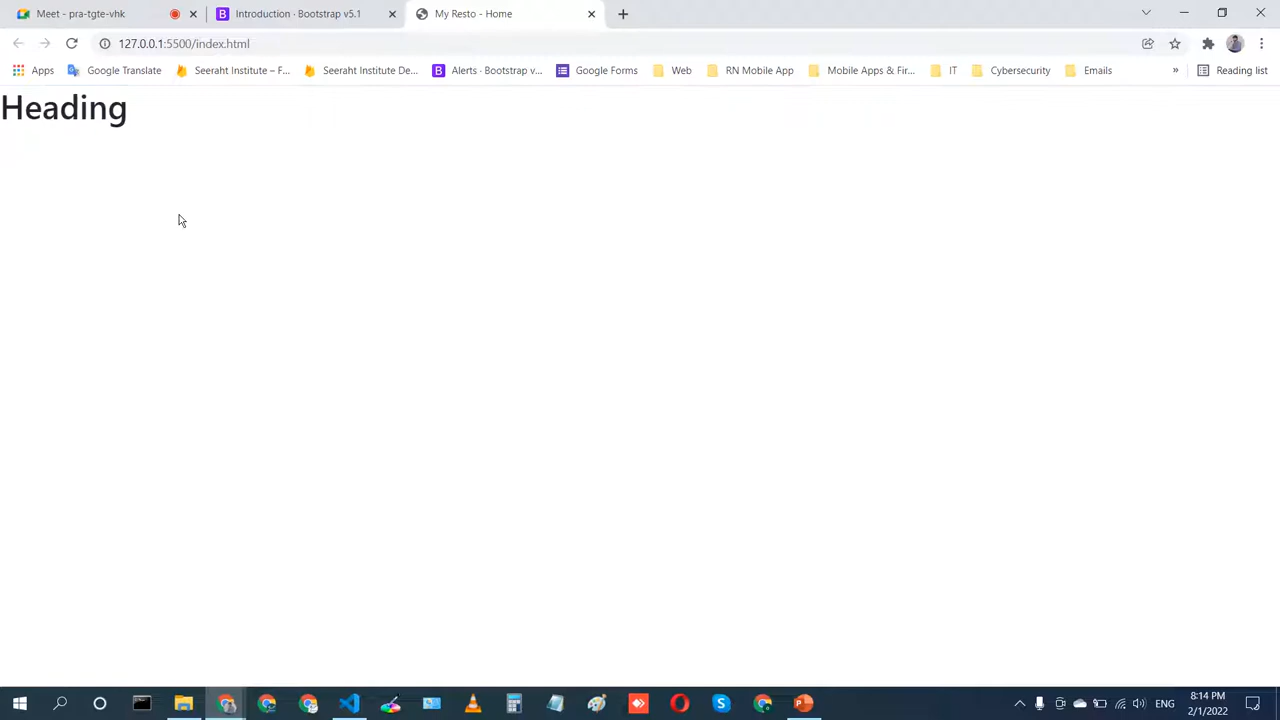 Meet - pra-tgte-vhk
Introduction · Bootstrap v5.1
My Resto - Home
127.0.0.1:5500/index.html
Apps
Google Translate
Seeraht Institute – F...
Seeraht Institute De...
Alerts · Bootstrap v...
Google Forms
Web
RN Mobile App
Mobile Apps & Fir...
IT
Cybersecurity
Emails
»
Reading list
Heading
ENG
8:14 PM
2/1/2022